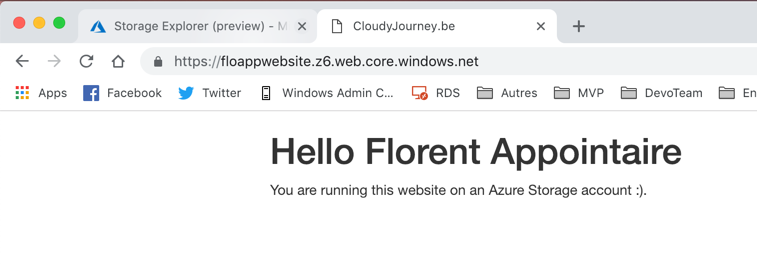 Storage Explorer (preview) - M
CloudyJourney.be
https://floappwebsite.z6.web.core.windows.net
Apps Facebook Twitter Windows Admin C... RDS Autres MVP DevoTeam En
Hello Florent Appointaire
You are running this website on an Azure Storage account :).